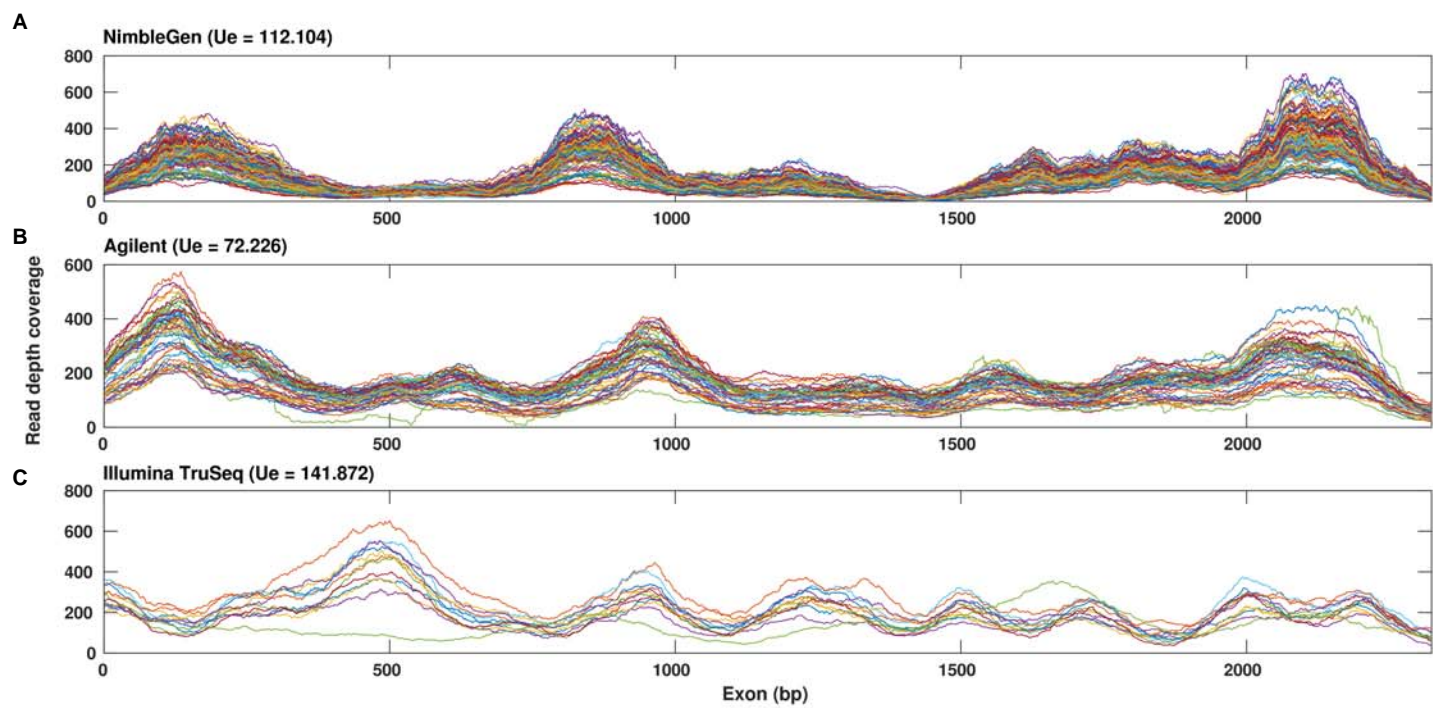 A
NimbleGen (Ue = 112.104)
800
600
400
200
0
0 500 1000 1500 2000
B
Agilent (Ue = 72.226)
Read depth coverage
600
400
200
0
0 500 1000 1500 2000
C
Illumina TruSeq (Ue = 141.872)
800
600
400
200
0
0 500 1000 1500 2000
Exon (bp)